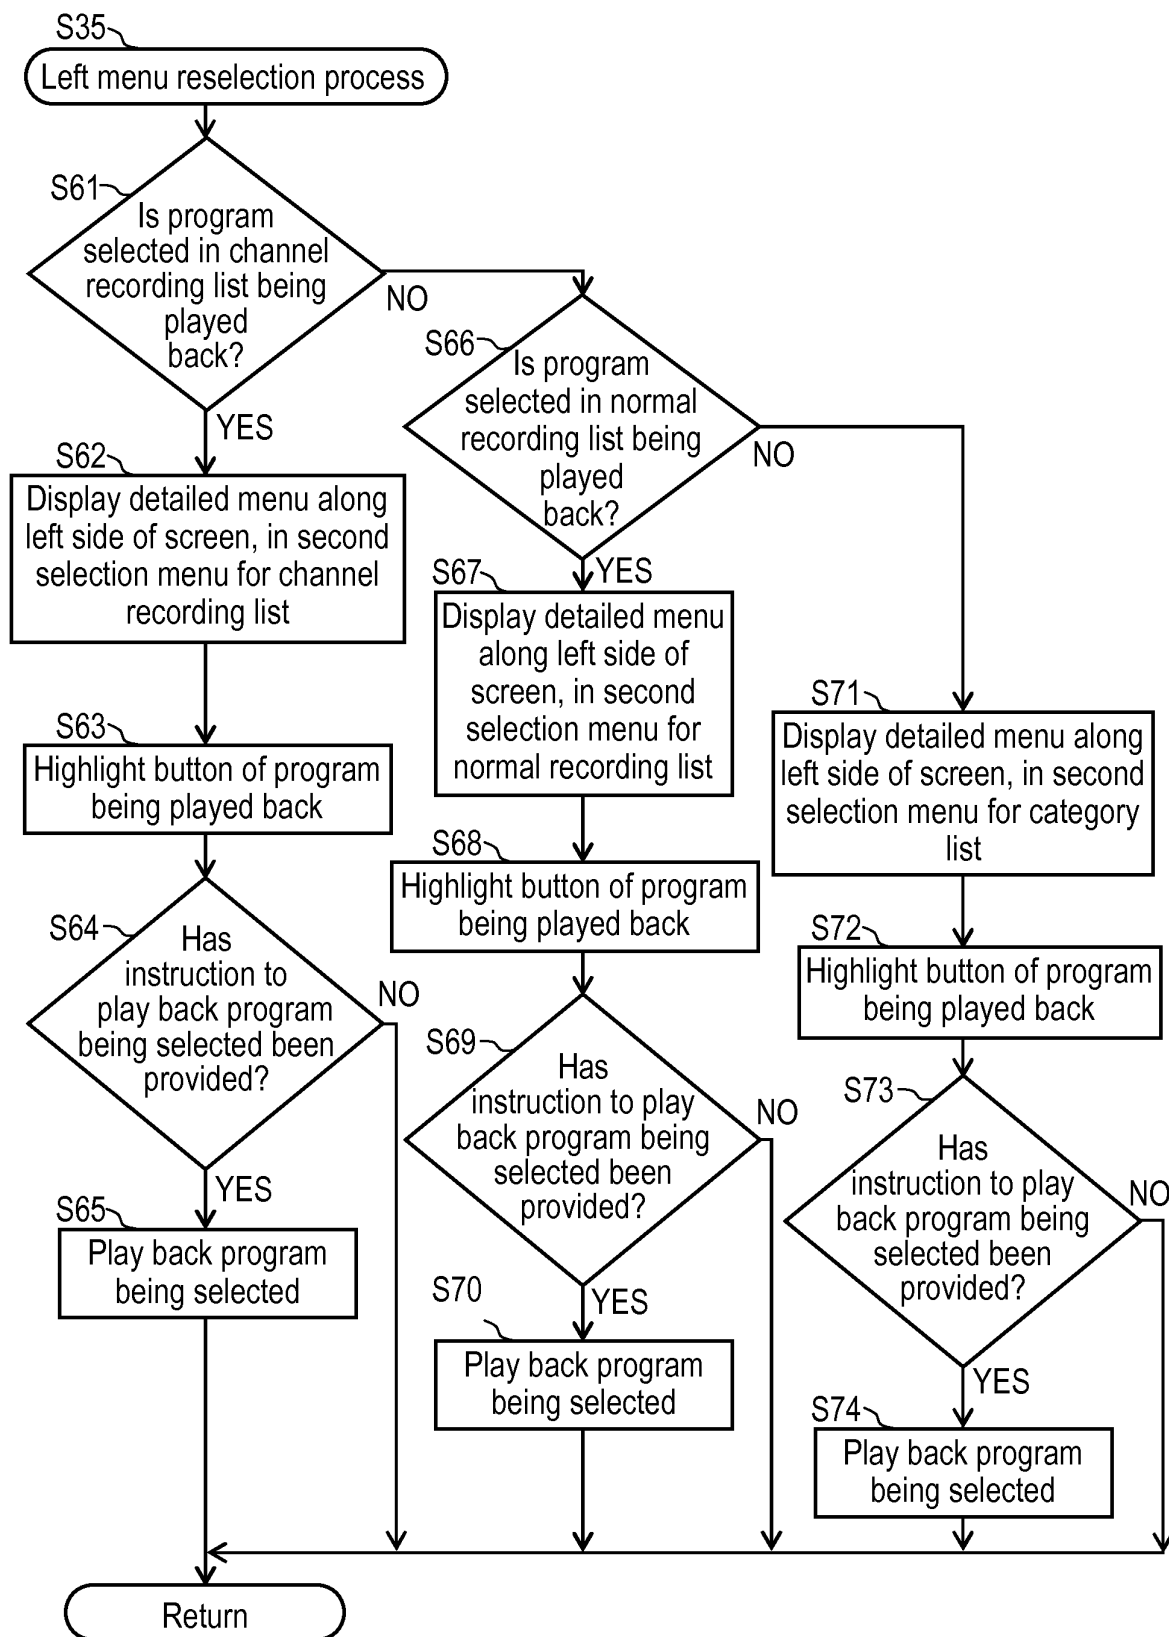 S35
Left menu reselection process
S61
Is program
selected in channel
recording list being
played
back?
NO
YES
S66
Is program
selected in normal
recording list being
played
back?
NO
YES
S62
Display detailed menu along
left side of screen, in second
selection menu for channel
recording list
S67
Display detailed menu
along left side of
screen, in second
selection menu for
normal recording list
S71
Display detailed menu along
left side of screen, in second
selection menu for category
list
S63
Highlight button of program
being played back
S68
Highlight button of program
being played back
S72
Highlight button of program
being played back
S64
Has
instruction to
play back program
being selected been
provided?
NO
YES
S69
Has
instruction to play
back program being
selected been
provided?
NO
YES
S73
Has
instruction to play
back program being
selected been
provided?
NO
YES
S65
Play back program
being selected
S70
Play back program
being selected
S74
Play back program
being selected
Return